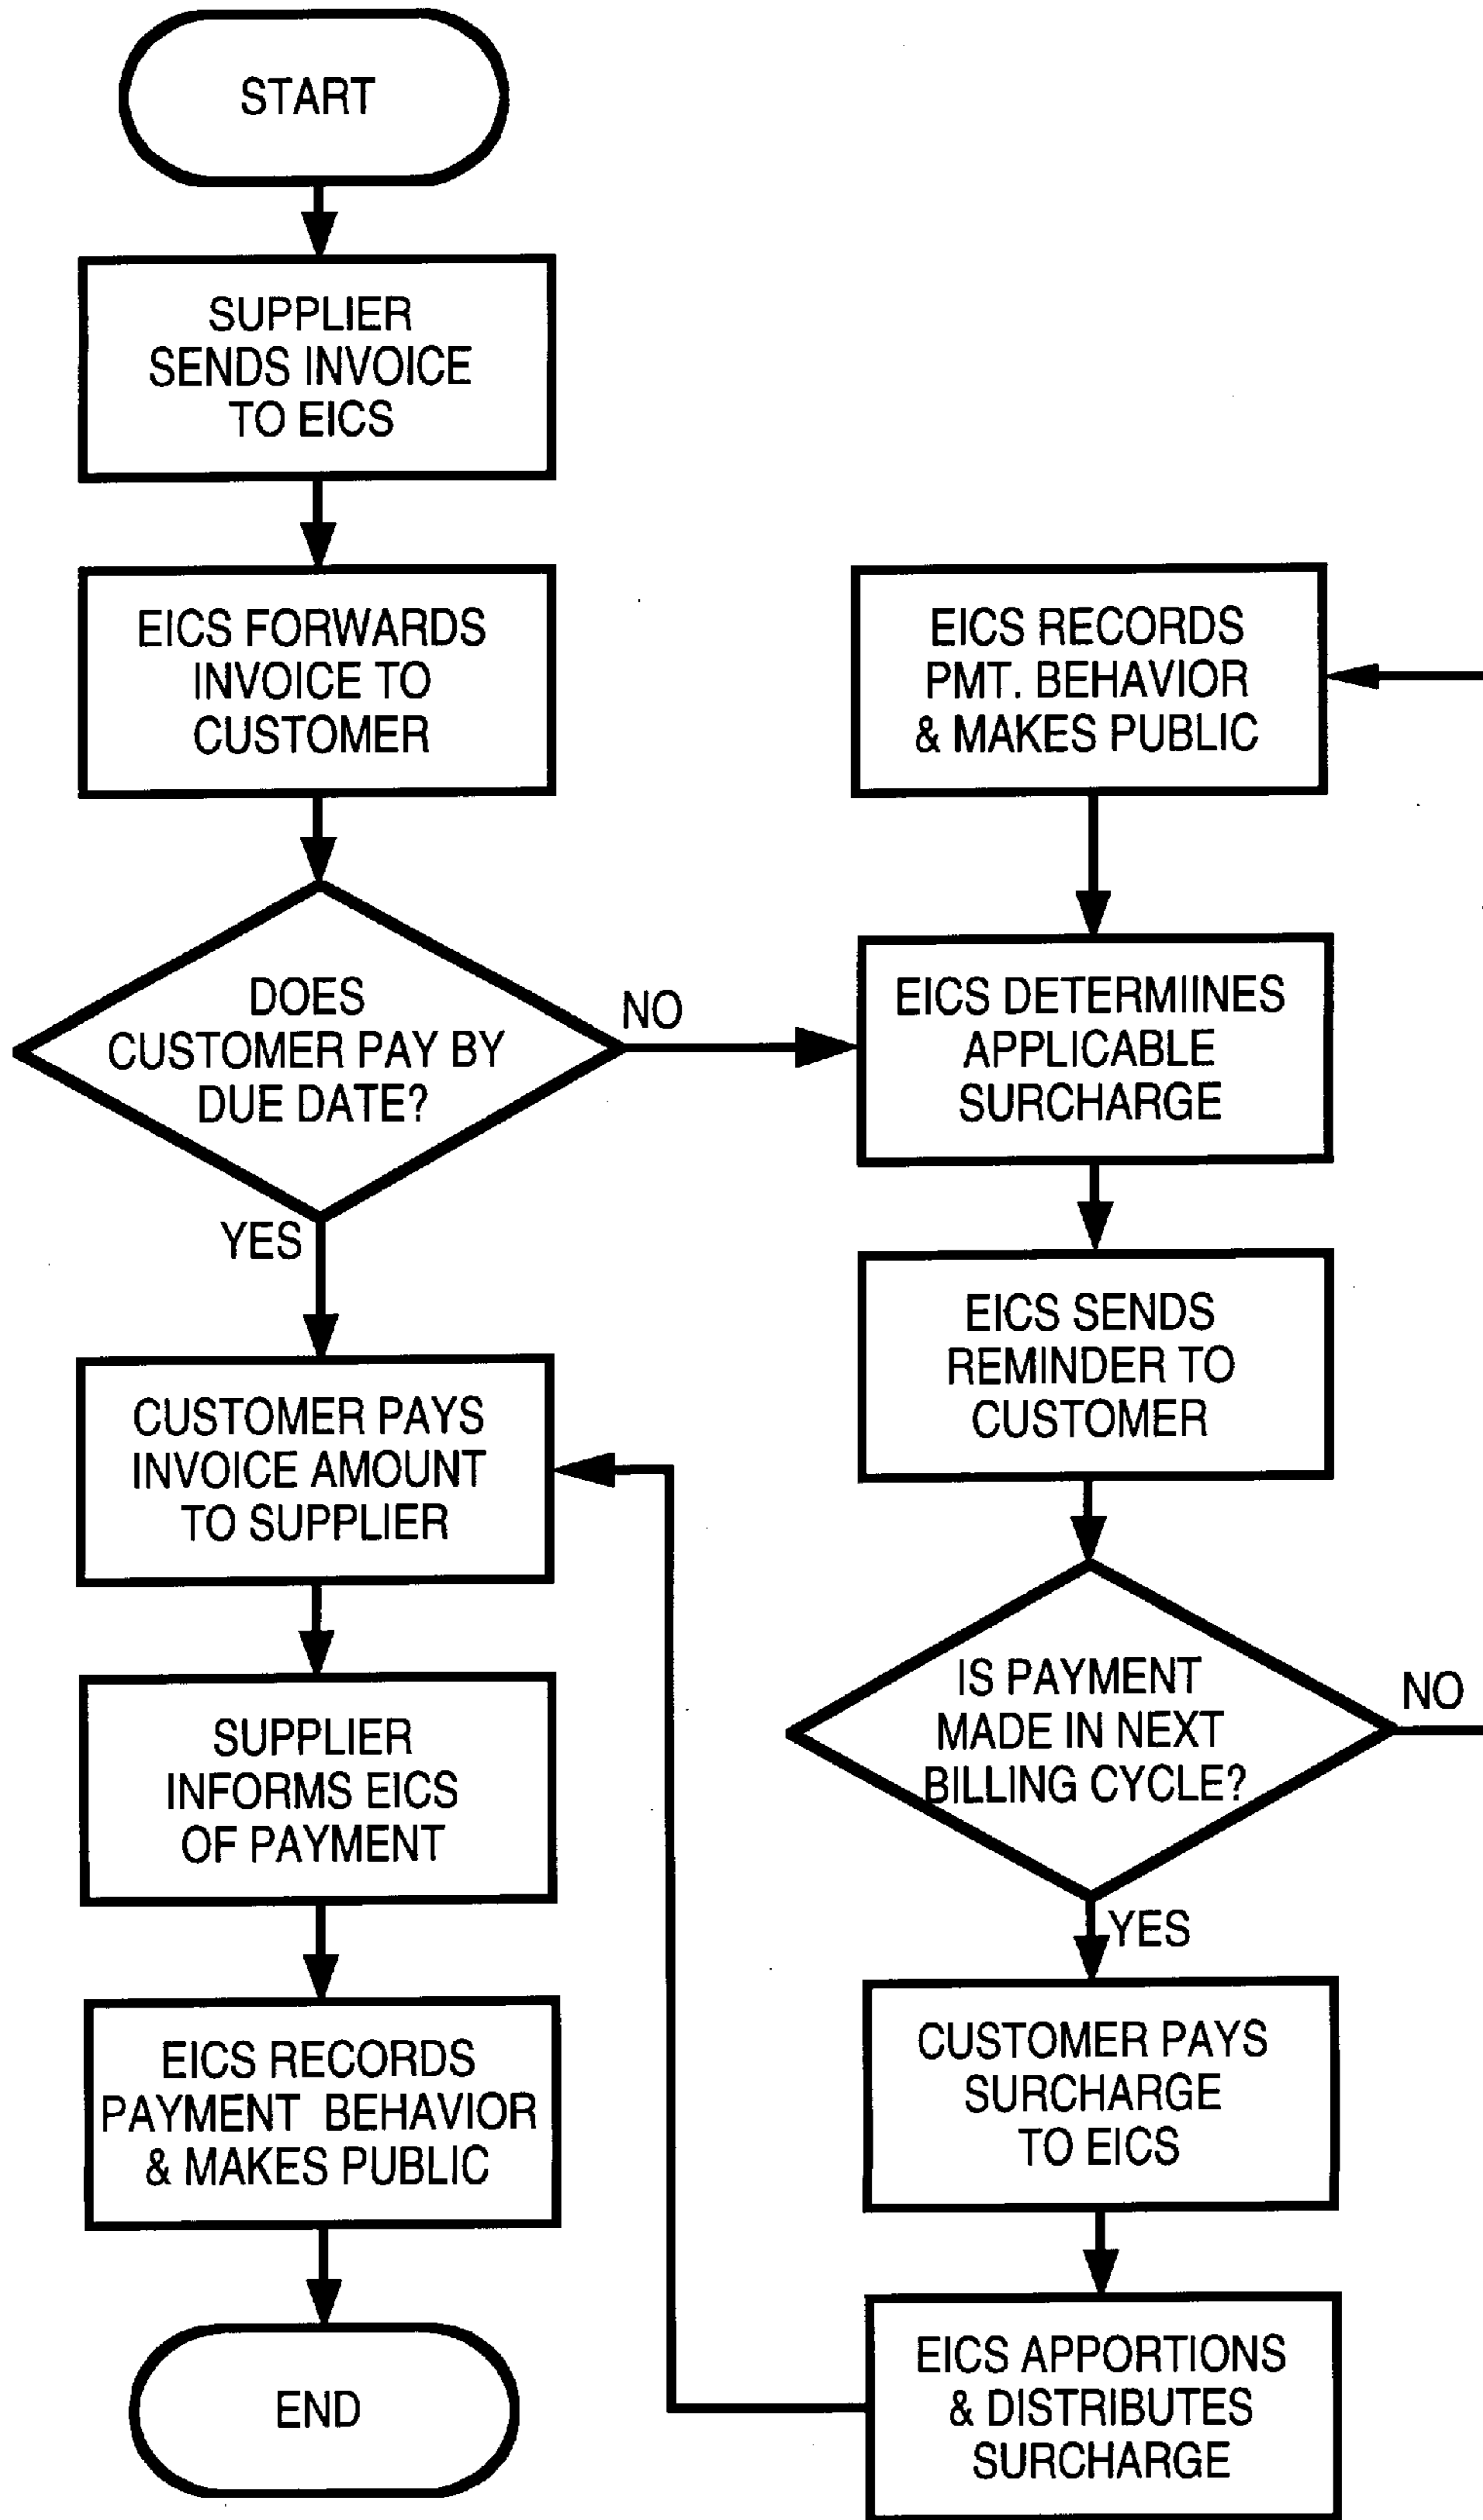 START
SUPPLIER
SENDS INVOICE
TO EICS
EICS FORWARDS
INVOICE TO
CUSTOMER
DOES
CUSTOMER PAY BY
DUE DATE?
NO
YES
CUSTOMER PAYS
INVOICE AMOUNT
TO SUPPLIER
SUPPLIER
INFORMS EICS
OF PAYMENT
EICS RECORDS
PAYMENT BEHAVIOR
& MAKES PUBLIC
END
EICS RECORDS
PMT. BEHAVIOR
& MAKES PUBLIC
EICS DETERMIINES
APPLICABLE
SURCHARGE
EICS SENDS
REMINDER TO
CUSTOMER
IS PAYMENT
MADE IN NEXT
BILLING CYCLE?
NO
YES
CUSTOMER PAYS
SURCHARGE
TO EICS
EICS APPORTIONS
& DISTRIBUTES
SURCHARGE